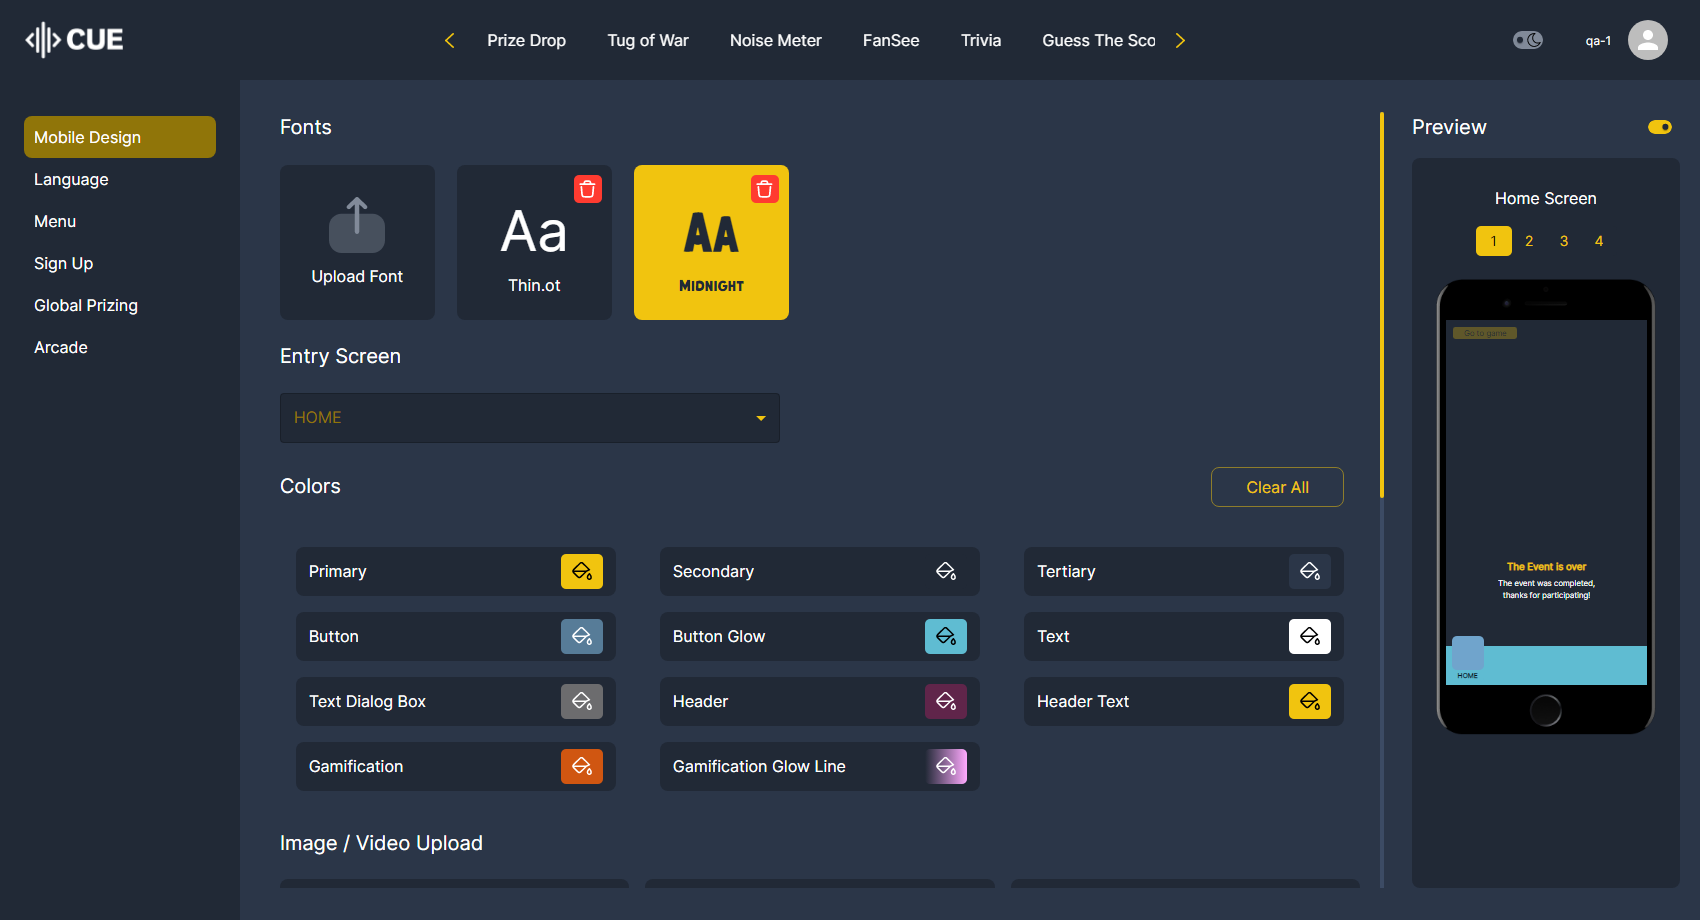 CUE
Prize Drop
Tug of War
Noise Meter
FanSee
Trivia
Guess The Sco
qa-1
Mobile Design
Language
Menu
Sign Up
Global Prizing
Arcade
Fonts
Upload Font
Aa
Thin.ot
AA
MIDNIGHT
Entry Screen
HOME
Colors
Clear All
Primary
Secondary
Tertiary
Button
Button Glow
Text
Text Dialog Box
Header
Header Text
Gamification
Gamification Glow Line
Image / Video Upload
Preview
Home Screen
1 2 3 4
Go to game
The Event is over
The event was completed,
thanks for participating!
HOME